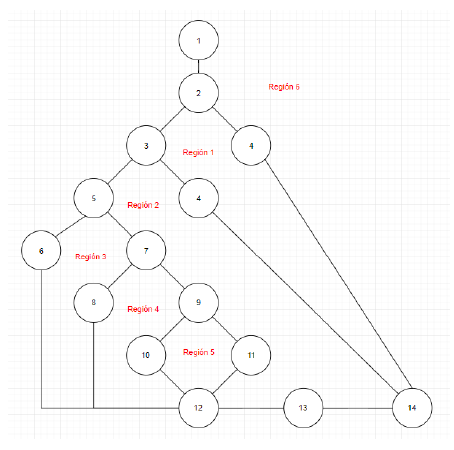 1
2
Región 6
3
Región 1
4
5
Región 2
4
6
Región 3
7
8
Región 4
9
10
Región 5
11
12
13
14